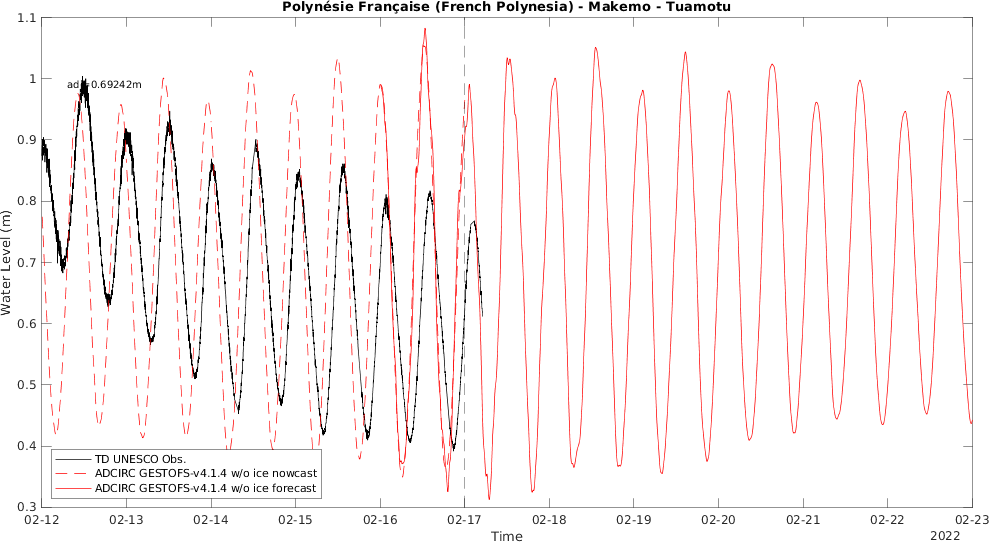 Polynésie Française (French Polynesia) - Makemo - Tuamotu
Water Level (m)
1.1
1
0.9
0.8
0.7
0.6
0.5
0.4
0.3
0.69242m
TD UNESCO Obs.
ADCIRC GESTOFS-v4.1.4 w/o ice nowcast
ADCIRC GESTOFS-v4.1.4 w/o ice forecast
02-12 02-13 02-14 02-15 02-16 02-17 02-18 02-19 02-20 02-21 02-22 02-23
Time
2022